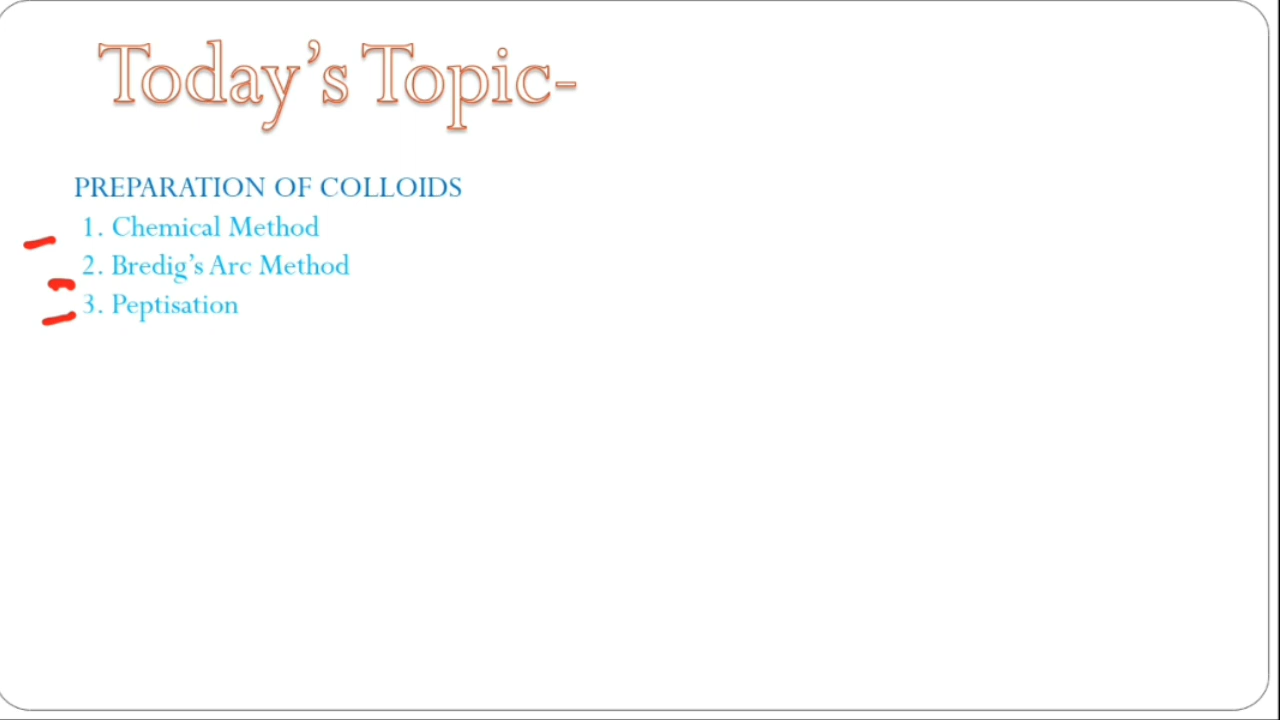 Today’s Topic-
PREPARATION OF COLLOIDS
1. Chemical Method
2. Bredig’s Arc Method
3. Peptisation